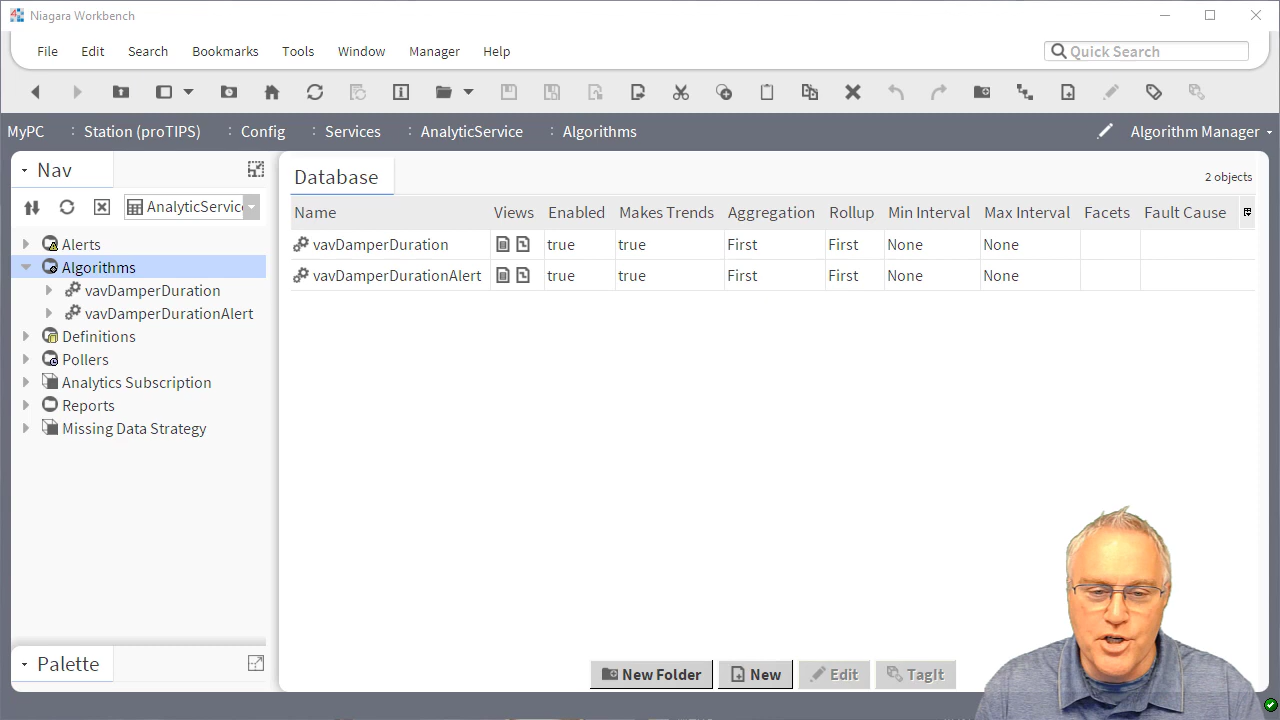 Niagara Workbench
File Edit Search Bookmarks Tools Window Manager Help
Quick Search
MyPC : Station (proTIPS) : Config : Services : AnalyticService : Algorithms
Algorithm Manager
Nav
AnalyticServic
Alerts
Algorithms
vavDamperDuration
vavDamperDurationAlert
Definitions
Pollers
Analytics Subscription
Reports
Missing Data Strategy
Palette
Database
2 objects
Name Views Enabled Makes Trends Aggregation Rollup Min Interval Max Interval Facets Fault Cause
vavDamperDuration true true First First None None
vavDamperDurationAlert true true First First None None
New Folder New Edit TagIt